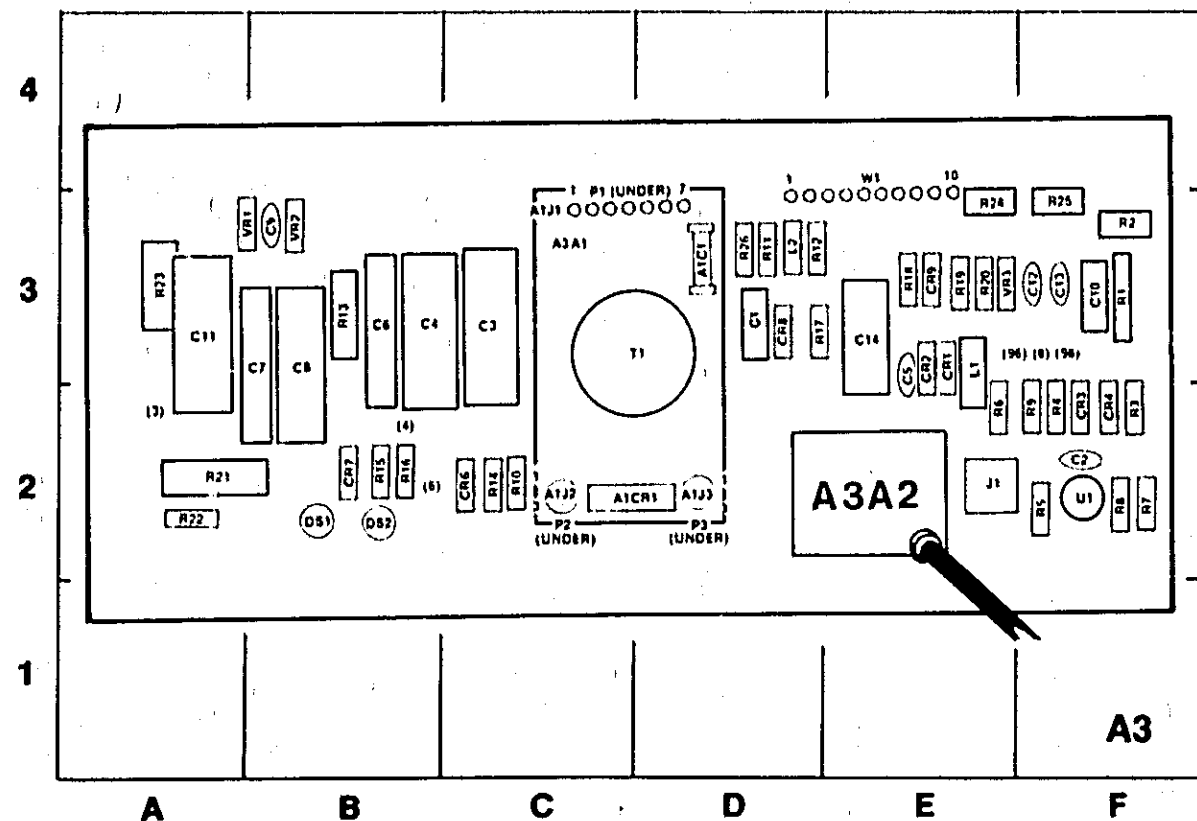 4
1 W1 10
1 P1 (UNDER) 7
A1J1
R24 R25
R2
VR1 C9 VR2
A3A1
A1C1
R26 R11 L2 R12
3
R23
C11
C7
C8
R13
C6
C4
C3
T1
C1
CR8
R17
C14
R18 CR9 R19 R20 VR3 C12 C13
C10
R1
C5 CR2 CR1 L1
(96) (6) (96)
R6 R9 R4 CR3 CR4 R3
(3)
(4)
2
R21
R22
CR7 R15 R16 (6)
DS1 DS2
CR6 R14 R10
A1J2 A1CR1 A1J3
P2
(UNDER)
P3
(UNDER)
A3A2
J1
C2
R5 U1 R8 R7
1
A3
A B C D E F